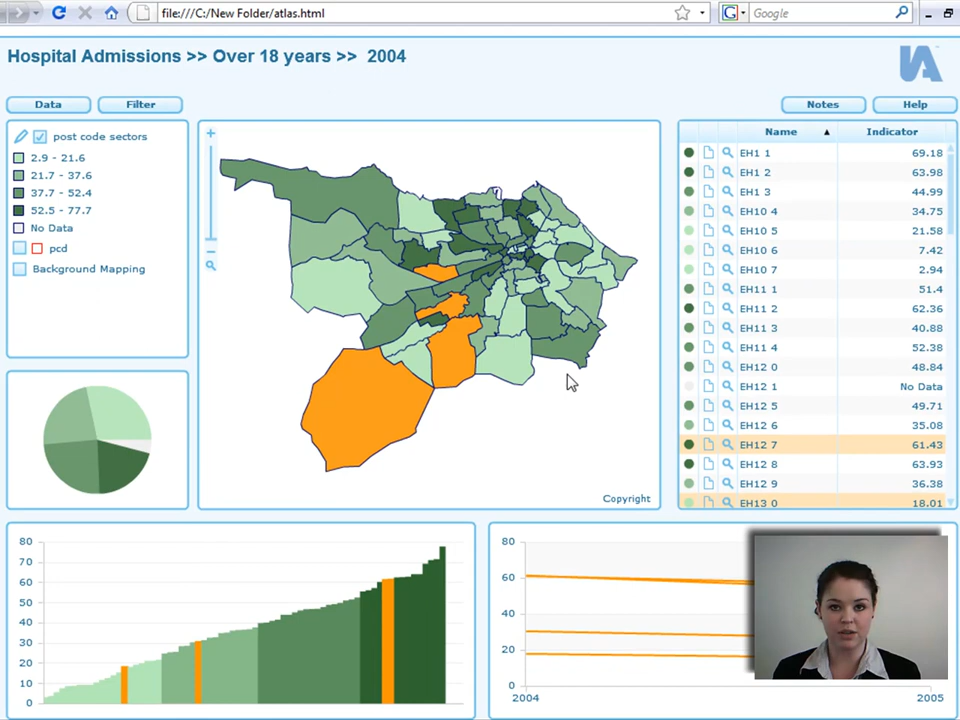 file:///C:/New Folder/atlas.html
Google
Hospital Admissions >> Over 18 years >> 2004
IA
Data
Filter
Notes
Help
post code sectors
2.9 - 21.6
21.7 - 37.6
37.7 - 52.4
52.5 - 77.7
No Data
pcd
Background Mapping
Copyright
Name Indicator
EH1 1 69.18
EH1 2 63.98
EH1 3 44.99
EH10 4 34.75
EH10 5 21.58
EH10 6 7.42
EH10 7 2.94
EH11 1 51.4
EH11 2 62.36
EH11 3 40.88
EH11 4 52.38
EH12 0 48.84
EH12 1 No Data
EH12 5 49.71
EH12 6 35.08
EH12 7 61.43
EH12 8 63.93
EH12 9 36.38
EH13 0 18.01
80
70
60
50
40
30
20
10
0
80
60
40
20
0
2004 2005